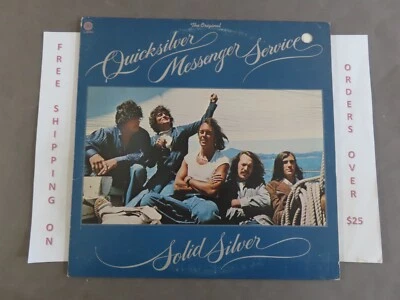 The Original
Quicksilver
Messenger Service
Solid Silver
FREE SHIPPING ON
ORDERS OVER $25